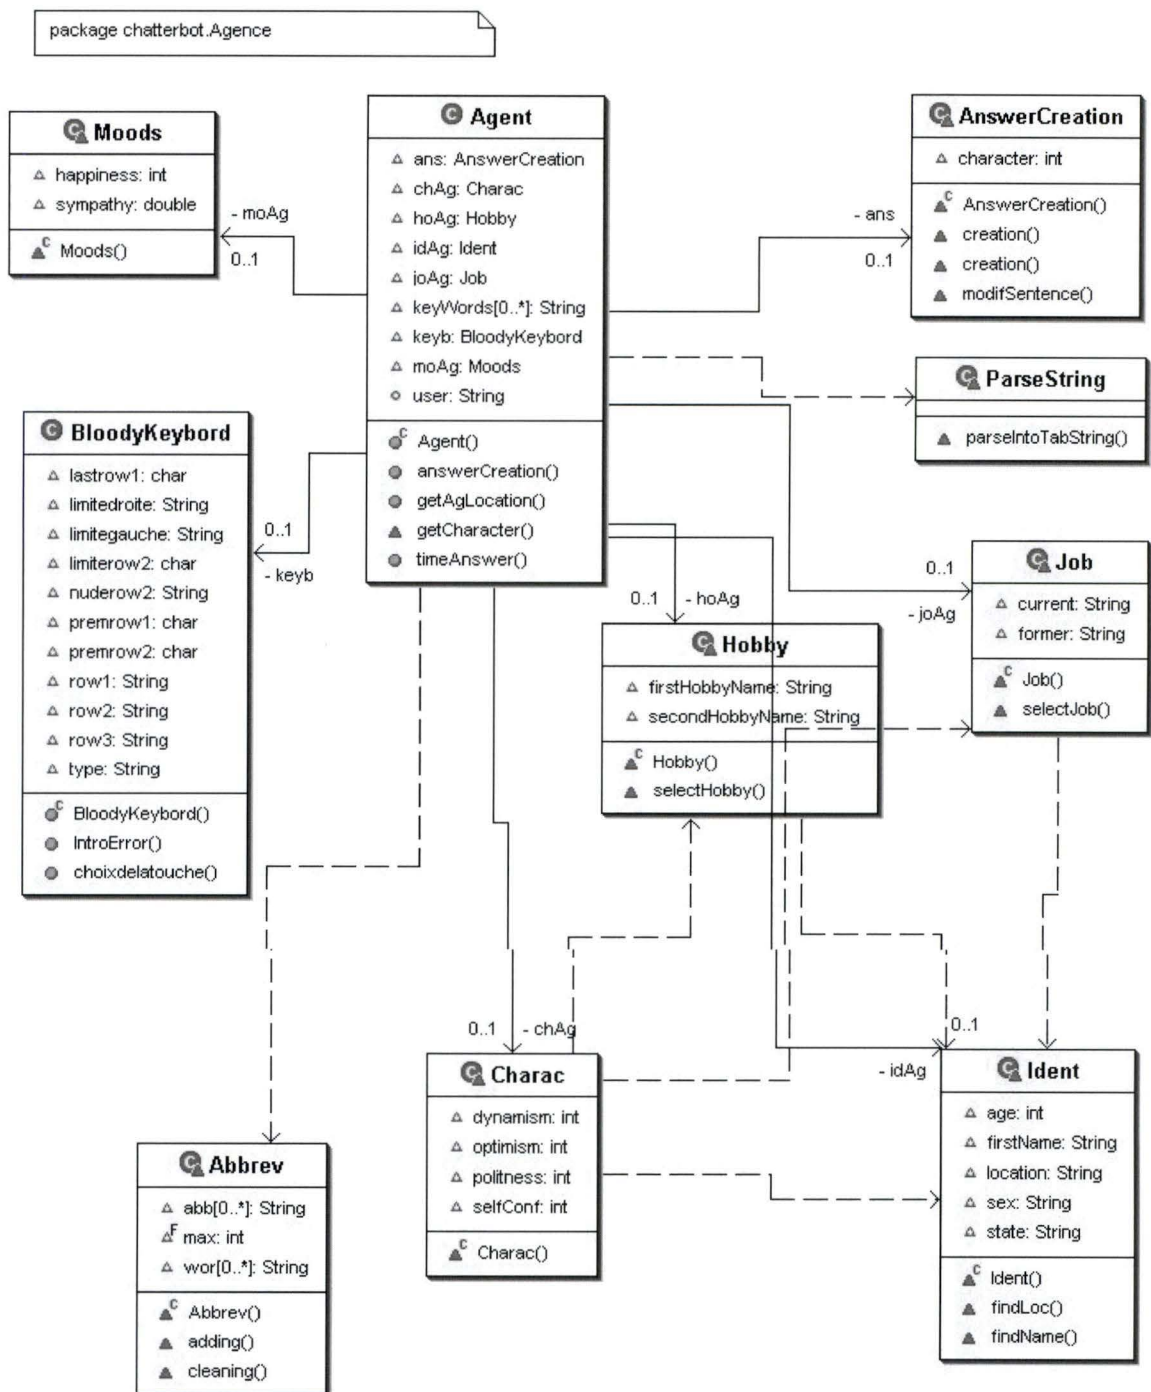 package chatterbot.Agence
Moods
happiness: int
sympathy: double
Moods()
- moAg
0..1
Agent
ans: AnswerCreation
chAg: Charac
hoAg: Hobby
idAg: Ident
joAg: Job
keyWords[0..*]: String
keyb: BloodyKeybord
moAg: Moods
user: String
Agent()
answerCreation()
getAgLocation()
getCharacter()
timeAnswer()
- ans
0..1
AnswerCreation
character: int
AnswerCreation()
creation()
creation()
modifSentence()
ParseString
parseIntoTabString()
BloodyKeybord
lastrow1: char
limitedroite: String
limitegauche: String
limiterow2: char
nuderow2: String
premrow1: char
premrow2: char
row1: String
row2: String
row3: String
type: String
BloodyKeybord()
IntroError()
choixdelatouche()
0..1
- keyb
0..1
- hoAg
Hobby
firstHobbyName: String
secondHobbyName: String
Hobby()
selectHobby()
0..1
- joAg
Job
current: String
former: String
Job()
selectJob()
0..1
- chAg
Charac
dynamism: int
optimism: int
politness: int
selfConf: int
Charac()
0..1
- idAg
Ident
age: int
firstName: String
location: String
sex: String
state: String
Ident()
findLoc()
findName()
Abbrev
abb[0..*]: String
F max: int
wor[0..*]: String
Abbrev()
adding()
cleaning()